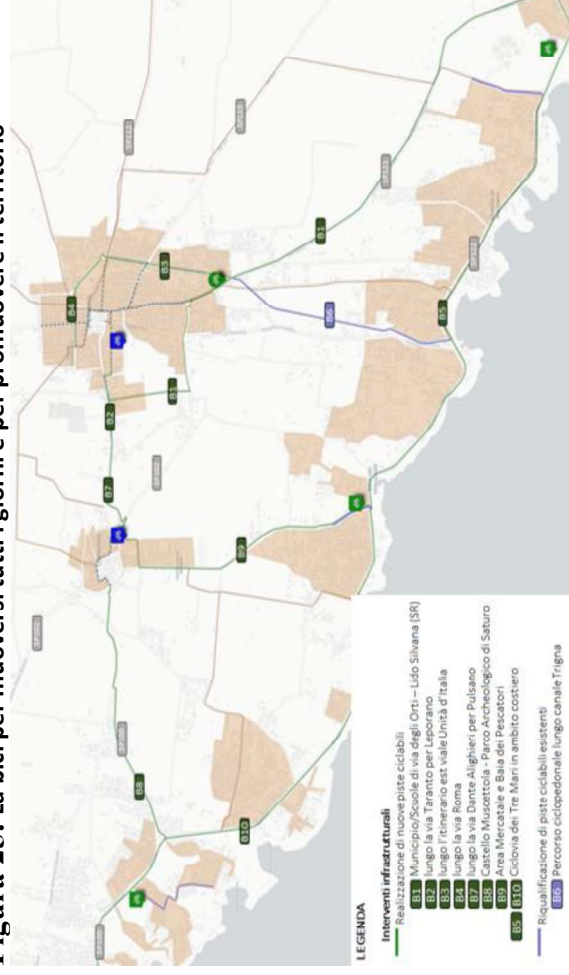 Figura La bici per muoversi tutti i giorni e per promuovere il territorio
B4
B3
B1
B2
B1
B7
B6
B5
B9
B8
B10
LEGENDA
Interventi infrastrutturali
Realizzazione di nuove piste ciclabili
B1 Municipio/Scuole di via degli Orti – Lido Silvana (SR)
B2 lungo la via Taranto per Leporano
B3 lungo l'itinerario est viale Unità d'Italia
B4 lungo la via Roma
B7 lungo la via Dante Alighieri per Pulsano
B8 Castello Muscettola - Parco Archeologico di Saturo
B9 Area Mercatale e Baia dei Pescatori
B5 B10 Ciclovia dei Tre Mari in ambito costiero
Riqualificazione di piste ciclabili esistenti
B6 Percorso ciclopedonale lungo canale Trigna